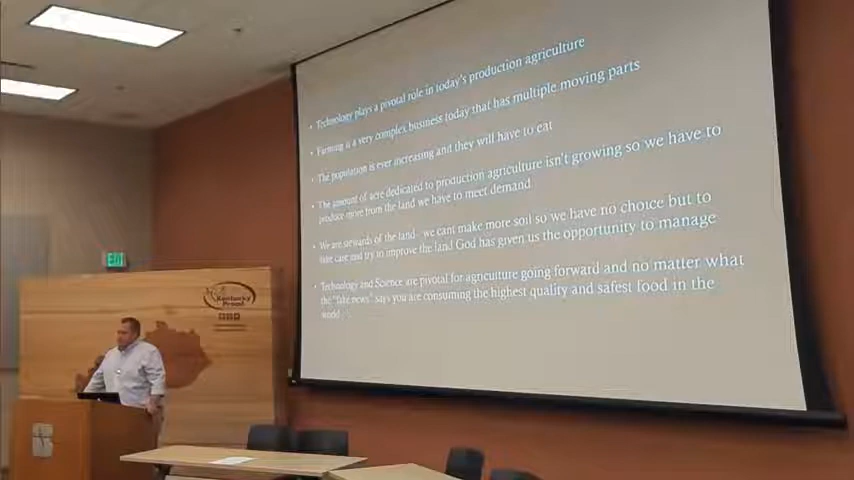 • Technology plays a pivotal role in today's production agriculture
• Farming is a very complex business today that has multiple moving parts
• The population is ever increasing and they will have to eat
• The amount of acre dedicated to production agriculture isn't growing so we have to
produce more from the land we have to meet demand
• We are stewards of the land- we cant make more soil so we have no choice but to
take care and try to improve the land God has given us the opportunity to manage
• Technology and Science are pivotal for agriculture going forward and no matter what
the "fake news" says you are consuming the highest quality and safest food in the
world
EXIT
Kentucky
Proud